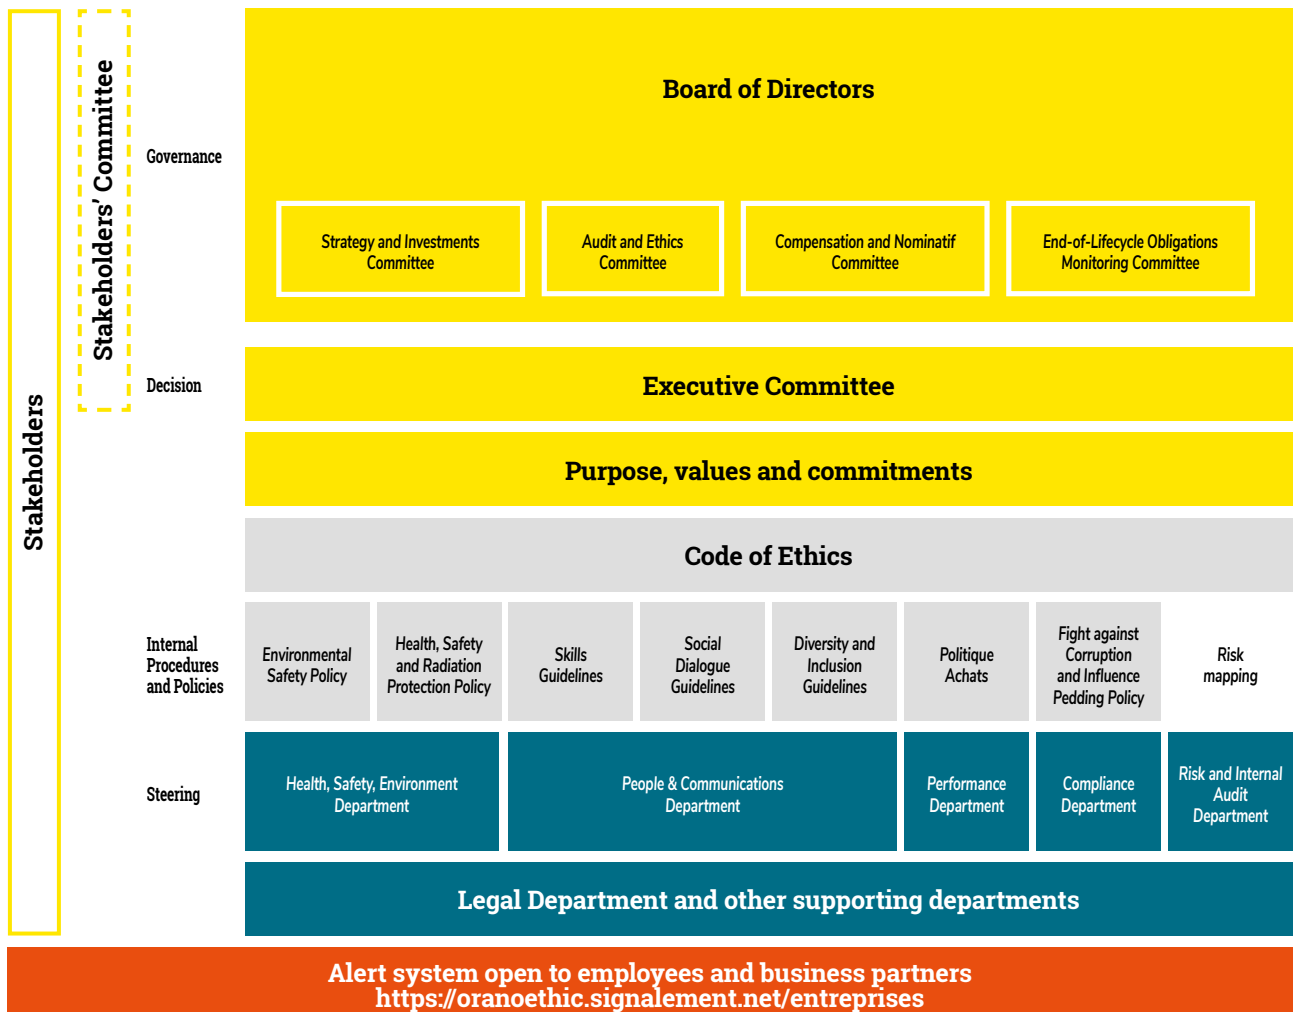 Stakeholders
Stakeholders' Committee
Governance
Board of Directors
Strategy and Investments
Committee
Audit and Ethics
Committee
Compensation and Nominatif
Committee
End-of-Lifecycle Obligations
Monitoring Committee
Decision
Executive Committee
Purpose, values and commitments
Code of Ethics
Internal
Procedures
and Policies
Environmental
Safety Policy
Health, Safety
and Radiation
Protection Policy
Skills
Guidelines
Social
Dialogue
Guidelines
Diversity and
Inclusion
Guidelines
Politique
Achats
Fight against
Corruption
and Influence
Pedding Policy
Risk
mapping
Steering
Health, Safety, Environment
Department
People & Communications
Department
Performance
Department
Compliance
Department
Risk and Internal
Audit
Department
Legal Department and other supporting departments
Alert system open to employees and business partners
https://oranoethic.signalement.net/entreprises